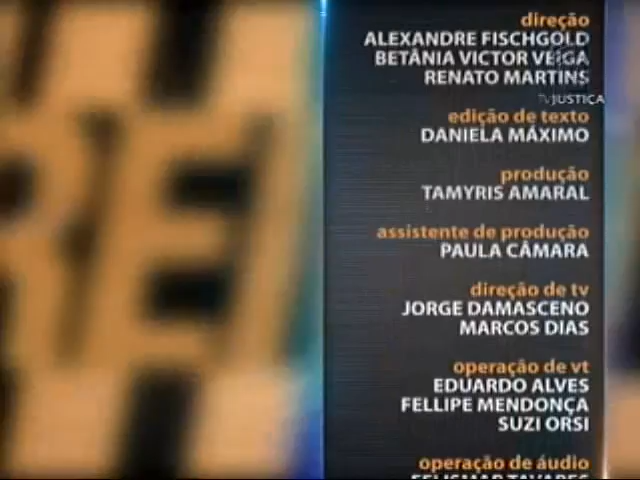 direção
ALEXANDRE FISCHGOLD
BETÂNIA VICTOR VEIGA
RENATO MARTINS
TV JUSTIÇA
edição de texto
DANIELA MÁXIMO
produção
TAMYRIS AMARAL
assistente de produção
PAULA CÂMARA
direção de tv
JORGE DAMASCENO
MARCOS DIAS
operação de vt
EDUARDO ALVES
FELLIPE MENDONÇA
SUZI ORSI
operação de áudio
FELISMAR TAVARES